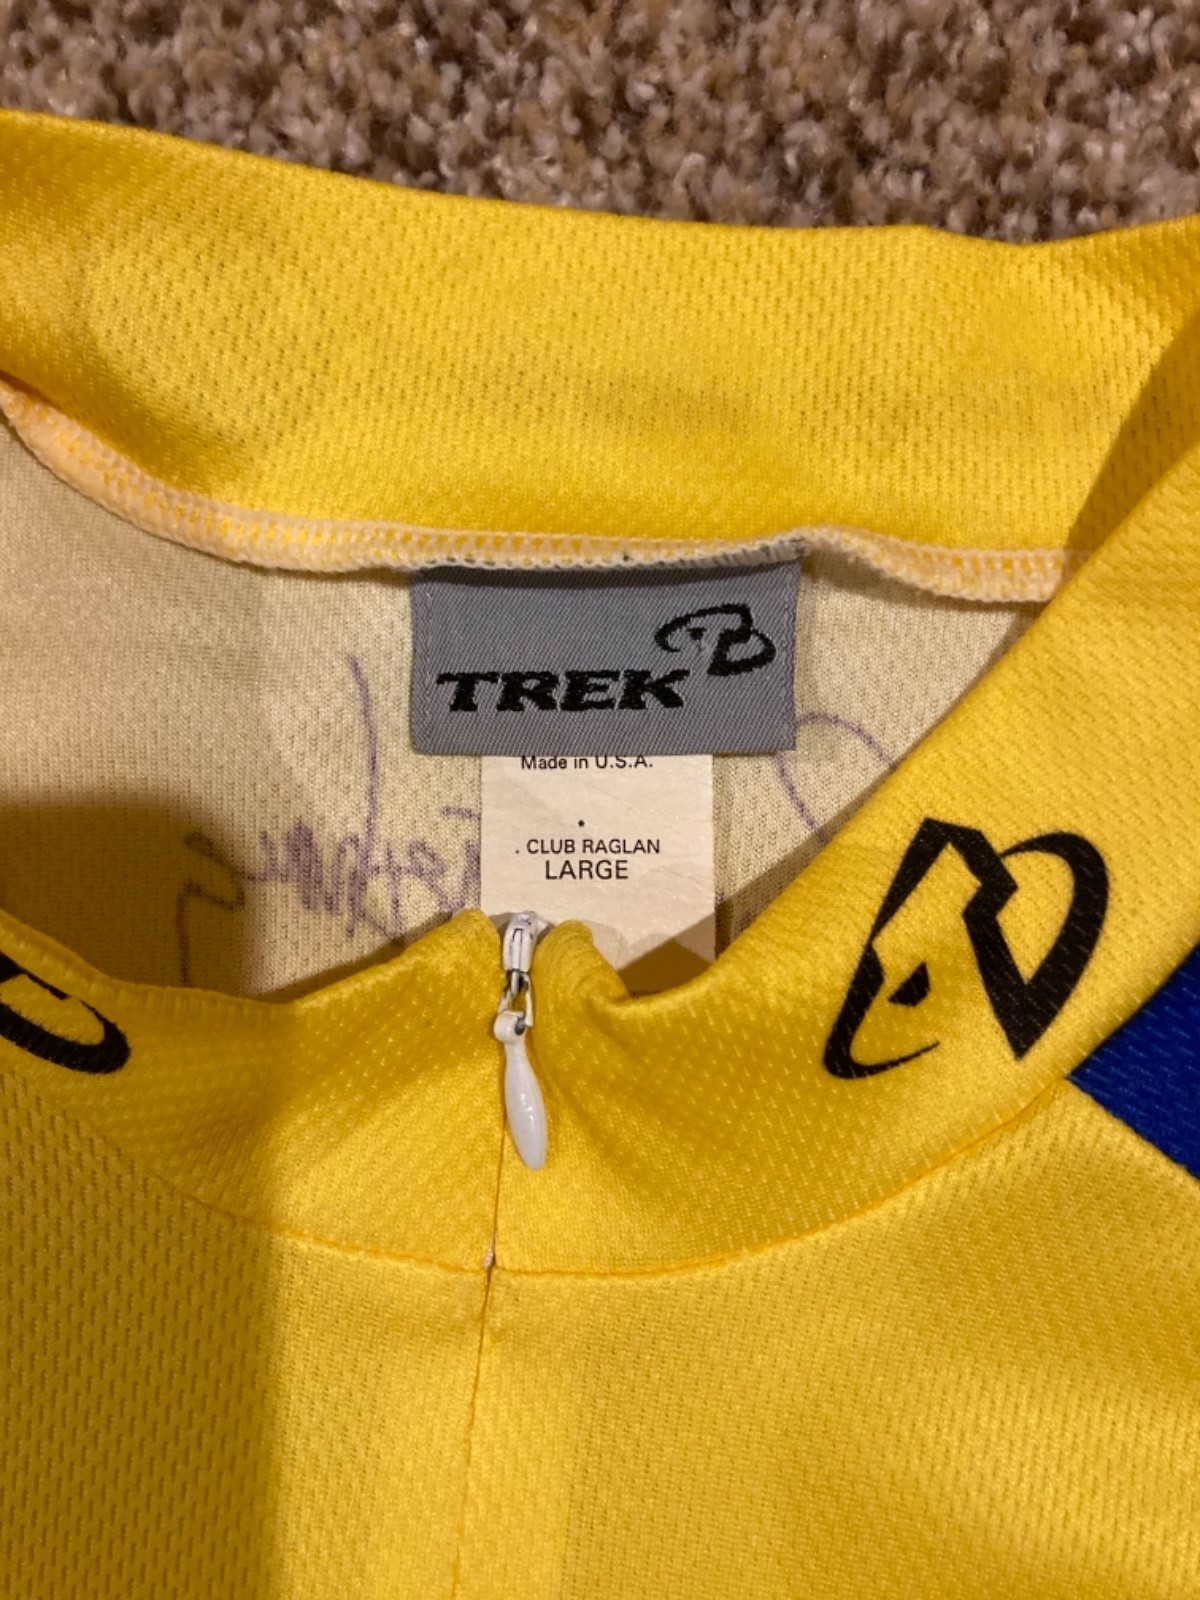 TREK
Made in U.S.A.
. CLUB RAGLAN
LARGE